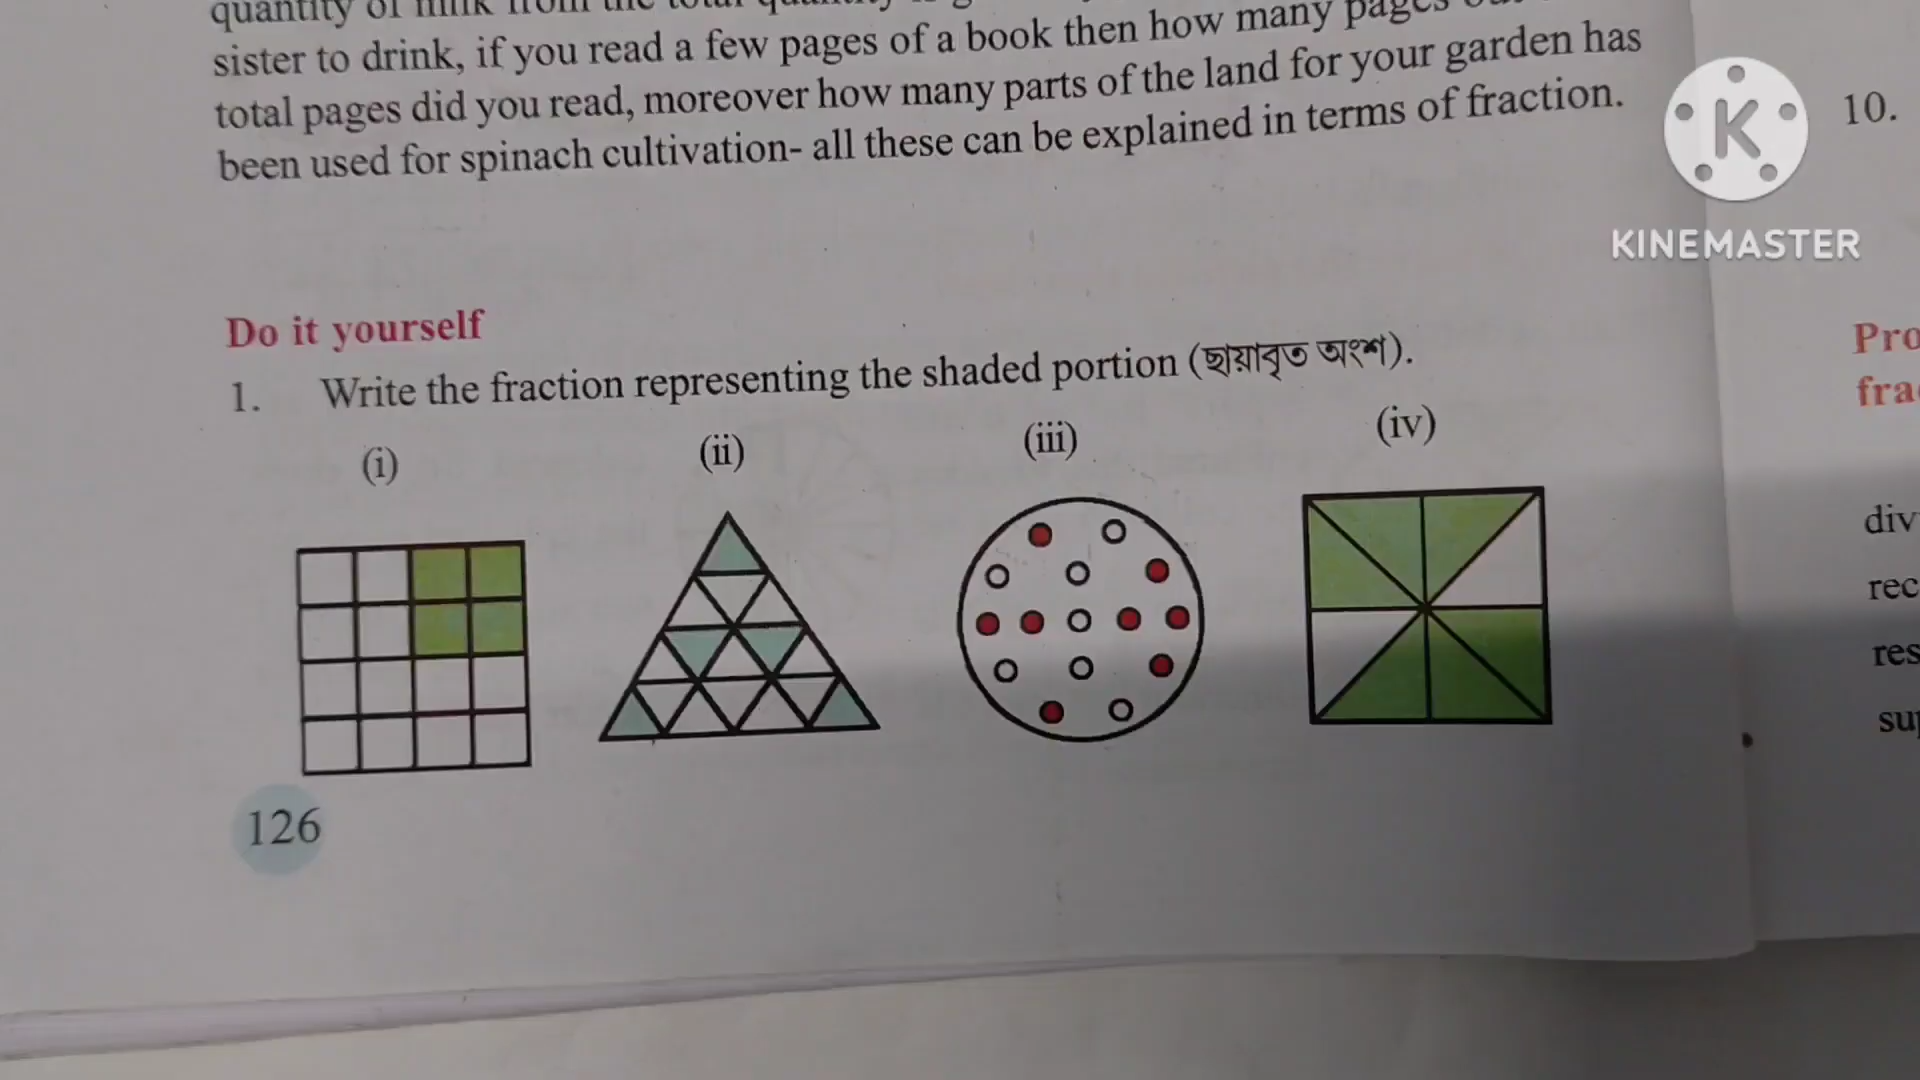 sister to drink, if you read a few pages of a book then how many pages
total pages did you read, moreover how many parts of the land for your garden has
been used for spinach cultivation- all these can be explained in terms of fraction.
K
KINEMASTER
10.
Do it yourself
1. Write the fraction representing the shaded portion (ছায়াবৃত অংশ).
(i) (ii) (iii) (iv)
126
Pro
fra
div
rec
res
su